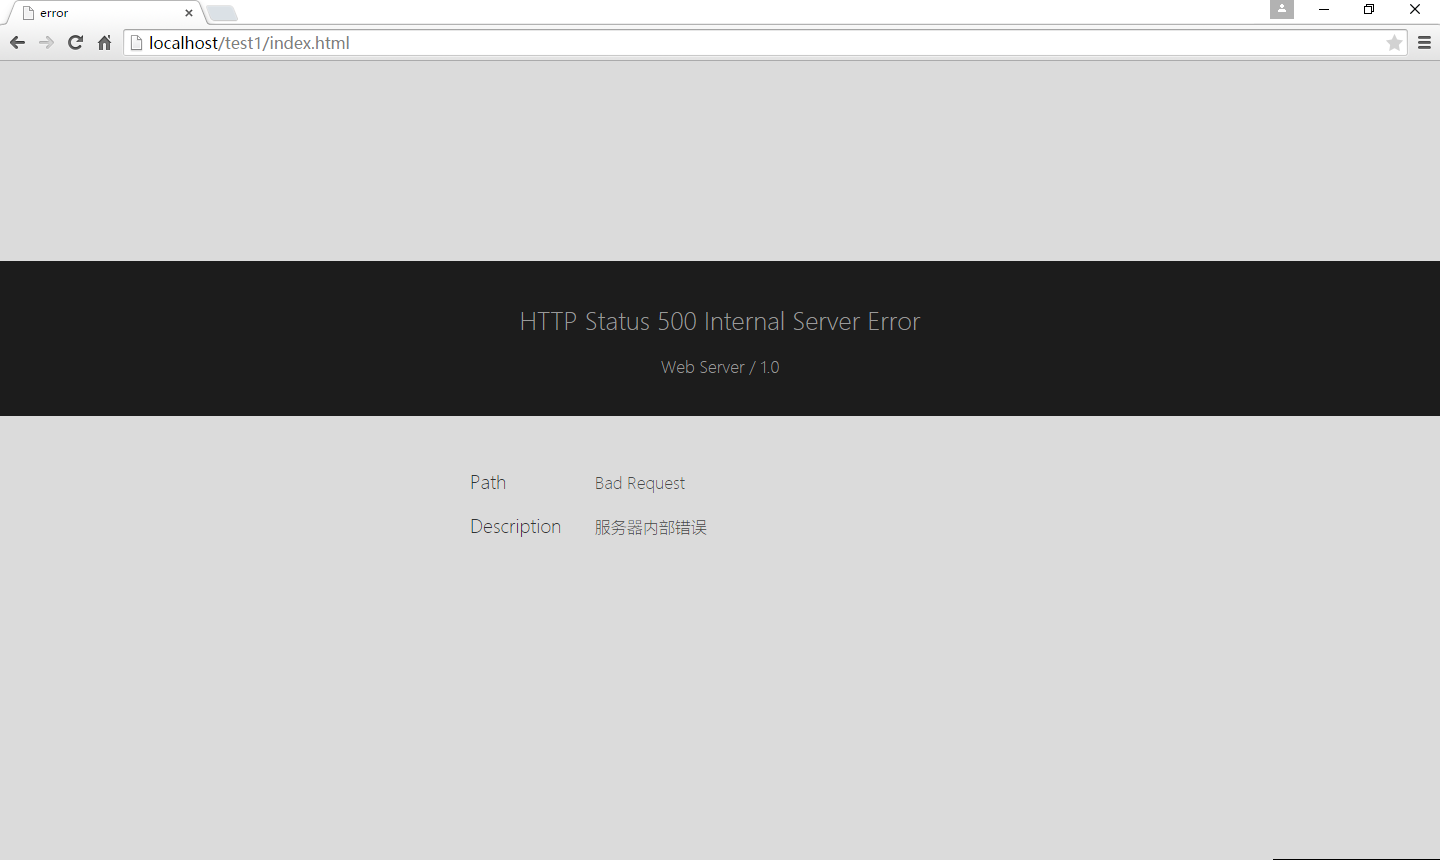 error
localhost/test1/index.html
HTTP Status 500 Internal Server Error
Web Server / 1.0
Path Bad Request
Description 服务器内部错误